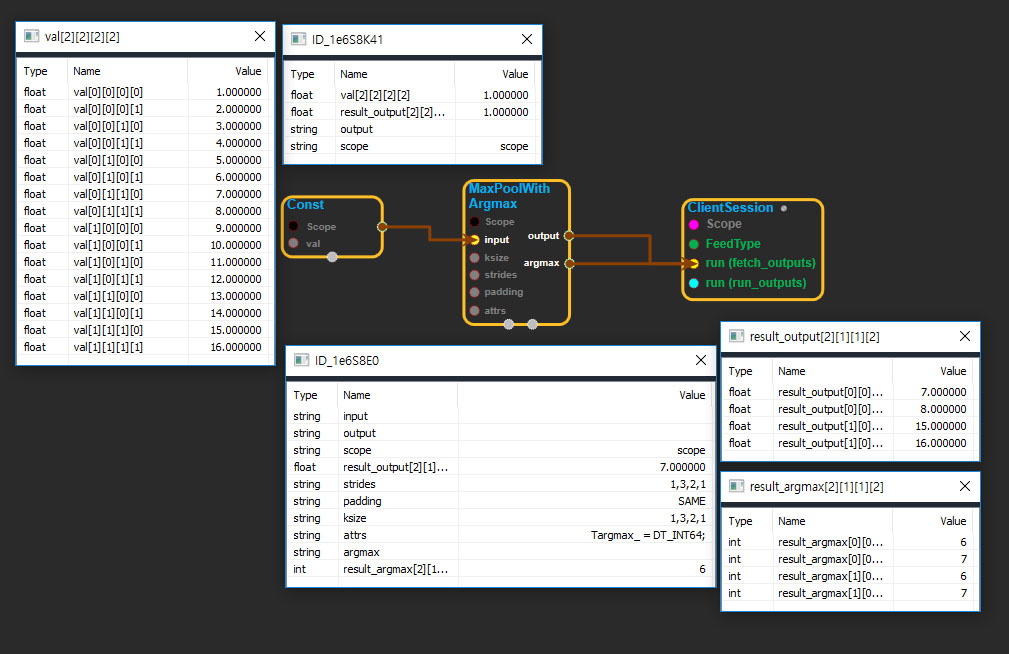 val[2][2][2][2]
Type Name Value
float val[0][0][0][0] 1.000000
float val[0][0][0][1] 2.000000
float val[0][0][1][0] 3.000000
float val[0][0][1][1] 4.000000
float val[0][1][0][0] 5.000000
float val[0][1][0][1] 6.000000
float val[0][1][1][0] 7.000000
float val[0][1][1][1] 8.000000
float val[1][0][0][0] 9.000000
float val[1][0][0][1] 10.000000
float val[1][0][1][0] 11.000000
float val[1][0][1][1] 12.000000
float val[1][1][0][0] 13.000000
float val[1][1][0][1] 14.000000
float val[1][1][1][0] 15.000000
float val[1][1][1][1] 16.000000
ID_1e6S8K41
Type Name Value
float val[2][2][2][2] 1.000000
float result_output[2][2]... 1.000000
string output
string scope scope
Const
Scope
val
MaxPoolWith
Argmax
Scope
input
ksize
strides
padding
attrs
output
argmax
ClientSession
Scope
FeedType
run (fetch_outputs)
run (run_outputs)
ID_1e6S8E0
Type Name Value
string input
string output
string scope scope
float result_output[2][1]... 7.000000
string strides 1,3,2,1
string padding SAME
string ksize 1,3,2,1
string attrs Targmax_ = DT_INT64;
string argmax
int result_argmax[2][1... 6
result_output[2][1][1][2]
Type Name Value
float result_output[0][0]... 7.000000
float result_output[0][0]... 8.000000
float result_output[1][0]... 15.000000
float result_output[1][0]... 16.000000
result_argmax[2][1][1][2]
Type Name Value
int result_argmax[0][0... 6
int result_argmax[0][0... 7
int result_argmax[1][0... 6
int result_argmax[1][0... 7